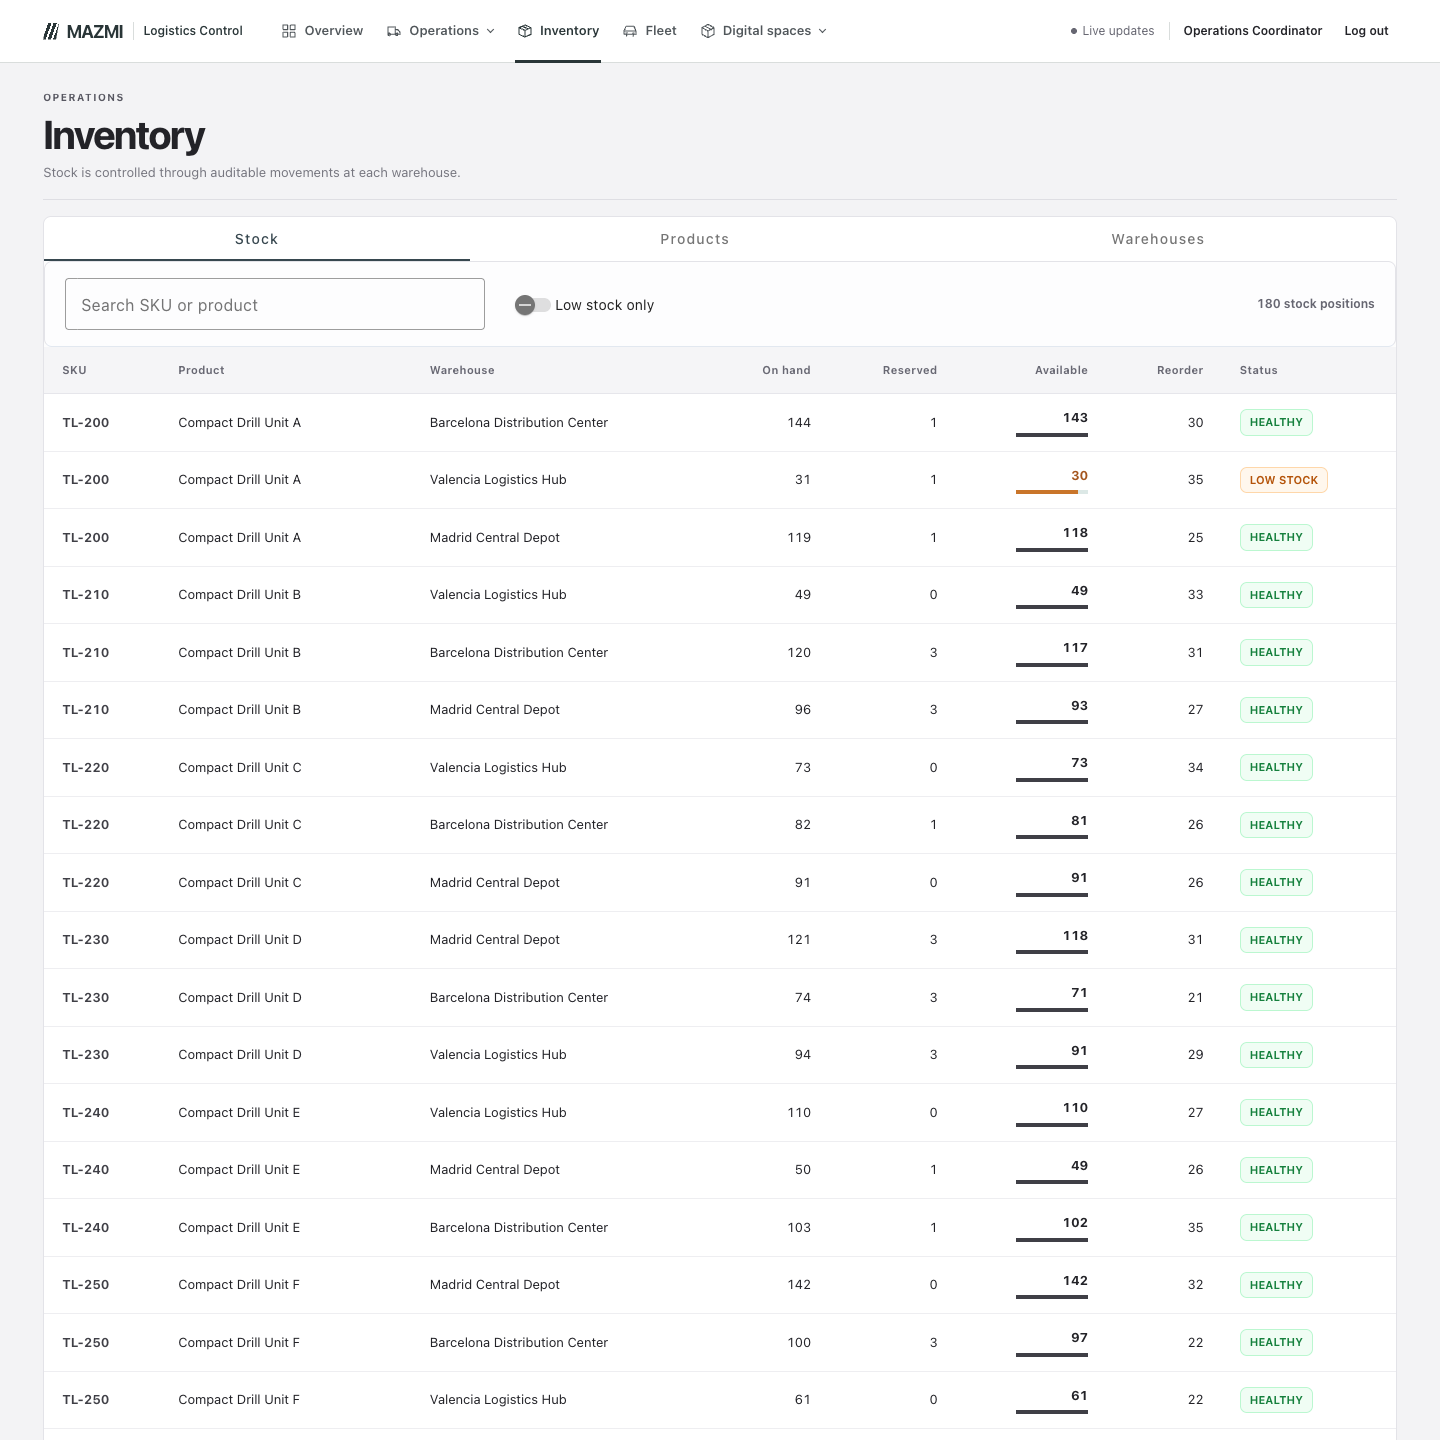 MAZMI Logistics Control Overview Operations Inventory Fleet Digital spaces Live updates Operations Coordinator Log out
OPERATIONS
Inventory
Stock is controlled through auditable movements at each warehouse.
Stock Products Warehouses
Search SKU or product Low stock only 180 stock positions
SKU Product Warehouse On hand Reserved Available Reorder Status
TL-200 Compact Drill Unit A Barcelona Distribution Center 144 1 143 30 HEALTHY
TL-200 Compact Drill Unit A Valencia Logistics Hub 31 1 30 35 LOW STOCK
TL-200 Compact Drill Unit A Madrid Central Depot 119 1 118 25 HEALTHY
TL-210 Compact Drill Unit B Valencia Logistics Hub 49 0 49 33 HEALTHY
TL-210 Compact Drill Unit B Barcelona Distribution Center 120 3 117 31 HEALTHY
TL-210 Compact Drill Unit B Madrid Central Depot 96 3 93 27 HEALTHY
TL-220 Compact Drill Unit C Valencia Logistics Hub 73 0 73 34 HEALTHY
TL-220 Compact Drill Unit C Barcelona Distribution Center 82 1 81 26 HEALTHY
TL-220 Compact Drill Unit C Madrid Central Depot 91 0 91 26 HEALTHY
TL-230 Compact Drill Unit D Madrid Central Depot 121 3 118 31 HEALTHY
TL-230 Compact Drill Unit D Barcelona Distribution Center 74 3 71 21 HEALTHY
TL-230 Compact Drill Unit D Valencia Logistics Hub 94 3 91 29 HEALTHY
TL-240 Compact Drill Unit E Valencia Logistics Hub 110 0 110 27 HEALTHY
TL-240 Compact Drill Unit E Madrid Central Depot 50 1 49 26 HEALTHY
TL-240 Compact Drill Unit E Barcelona Distribution Center 103 1 102 35 HEALTHY
TL-250 Compact Drill Unit F Madrid Central Depot 142 0 142 32 HEALTHY
TL-250 Compact Drill Unit F Barcelona Distribution Center 100 3 97 22 HEALTHY
TL-250 Compact Drill Unit F Valencia Logistics Hub 61 0 61 22 HEALTHY